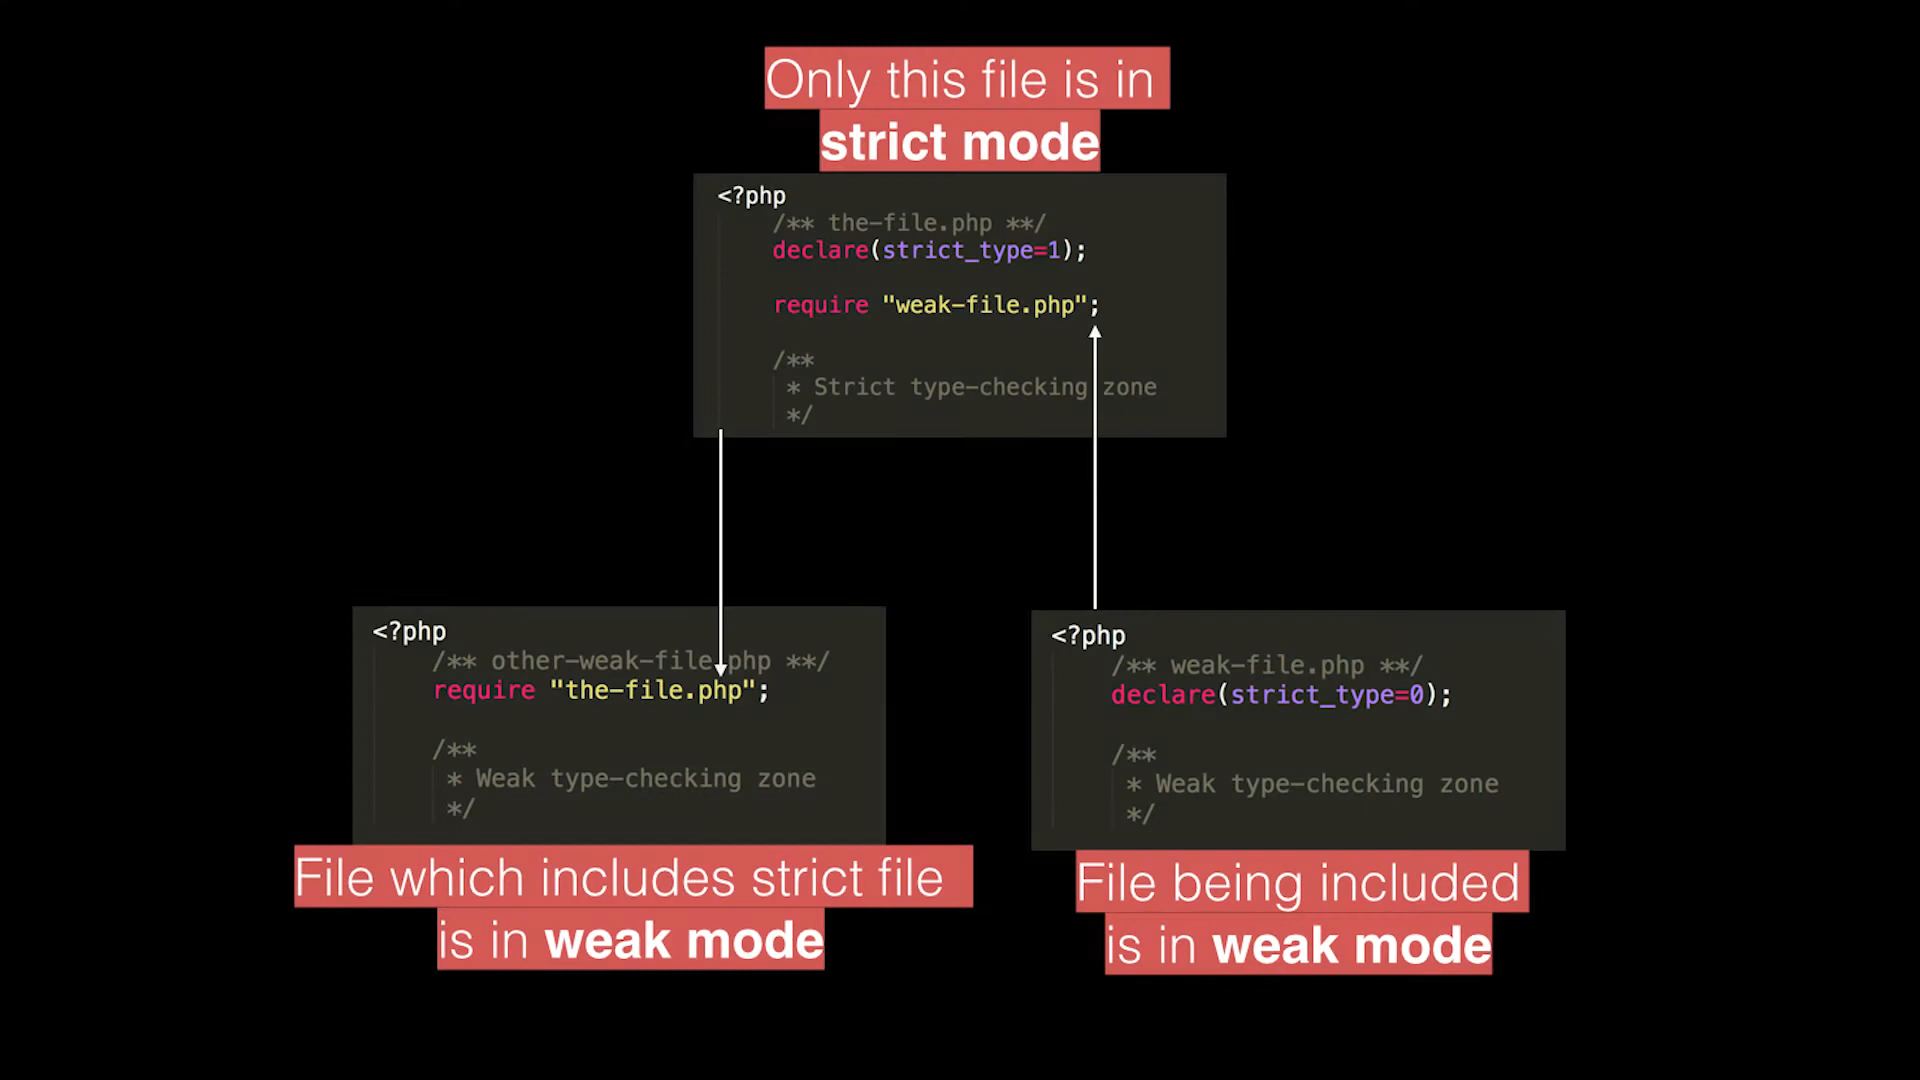 Only this file is in
strict mode
<?php
/** the-file.php **/
declare(strict_type=1);
require "weak-file.php";
/**
* Strict type-checking zone
*/
<?php
/** other-weak-file.php **/
require "the-file.php";
/**
* Weak type-checking zone
*/
File which includes strict file
is in weak mode
<?php
/** weak-file.php **/
declare(strict_type=0);
/**
* Weak type-checking zone
*/
File being included
is in weak mode